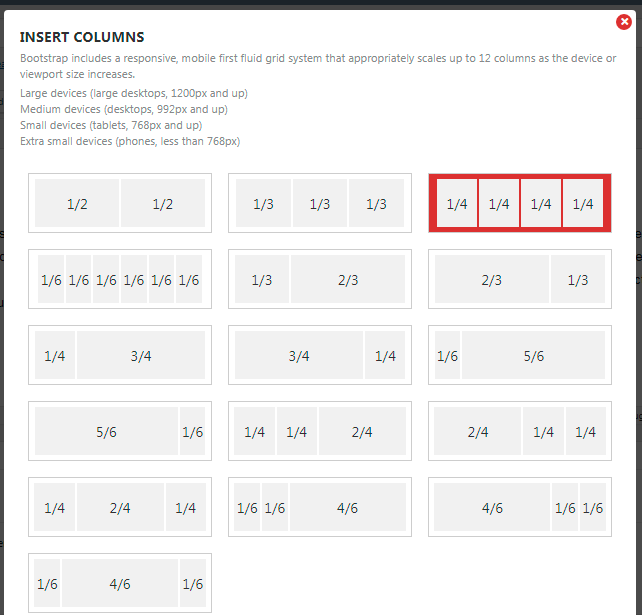 INSERT COLUMNS
Bootstrap includes a responsive, mobile first fluid grid system that appropriately scales up to 12 columns as the device or
viewport size increases.
Large devices (large desktops, 1200px and up)
Medium devices (desktops, 992px and up)
Small devices (tablets, 768px and up)
Extra small devices (phones, less than 768px)
1/2 1/2 1/3 1/3 1/3 1/4 1/4 1/4 1/4
1/6 1/6 1/6 1/6 1/6 1/6 1/3 2/3 2/3 1/3
1/4 3/4 3/4 1/4 1/6 5/6
5/6 1/6 1/4 1/4 2/4 2/4 1/4 1/4
1/4 2/4 1/4 1/6 1/6 4/6 4/6 1/6 1/6
1/6 4/6 1/6